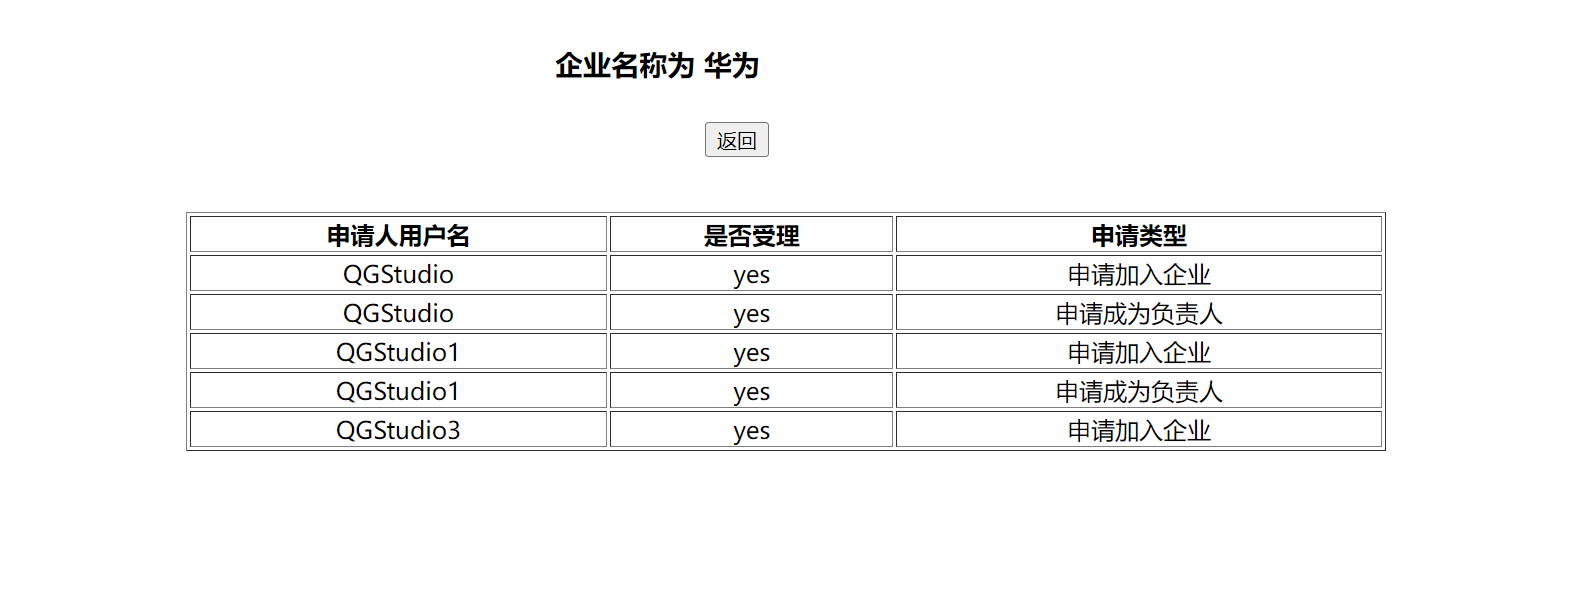 企业名称为 华为
返回
申请人用户名 是否受理 申请类型
QGStudio yes 申请加入企业
QGStudio yes 申请成为负责人
QGStudio1 yes 申请加入企业
QGStudio1 yes 申请成为负责人
QGStudio3 yes 申请加入企业